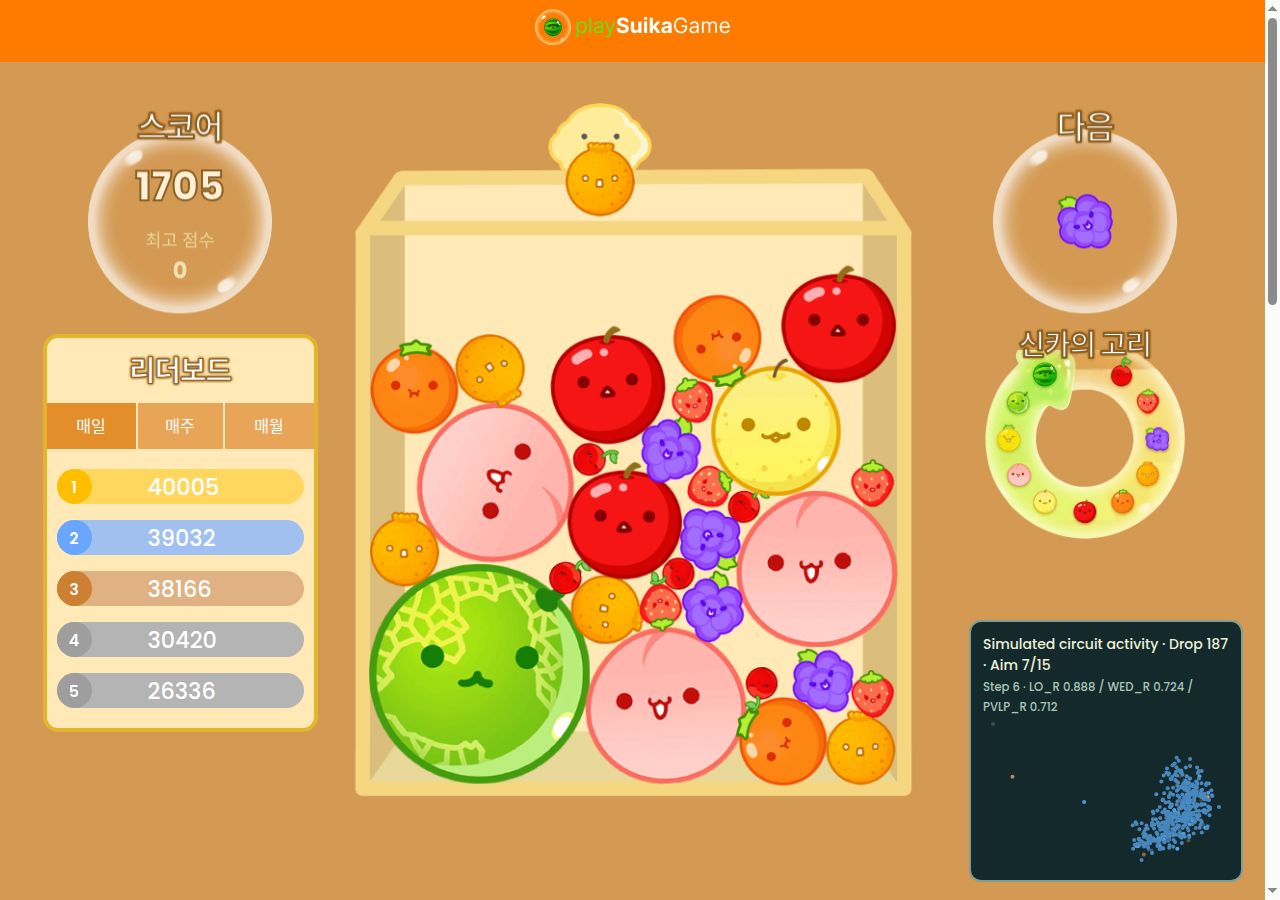 playSuikaGame
스코어
1705
최고 점수
0
다음
리더보드
매일 매주 매월
1 40005
2 39032
3 38166
4 30420
5 26336
신카의 고리
Simulated circuit activity · Drop 187
· Aim 7/15
Step 6 · LO_R 0.888 / WED_R 0.724 /
PVLP_R 0.712